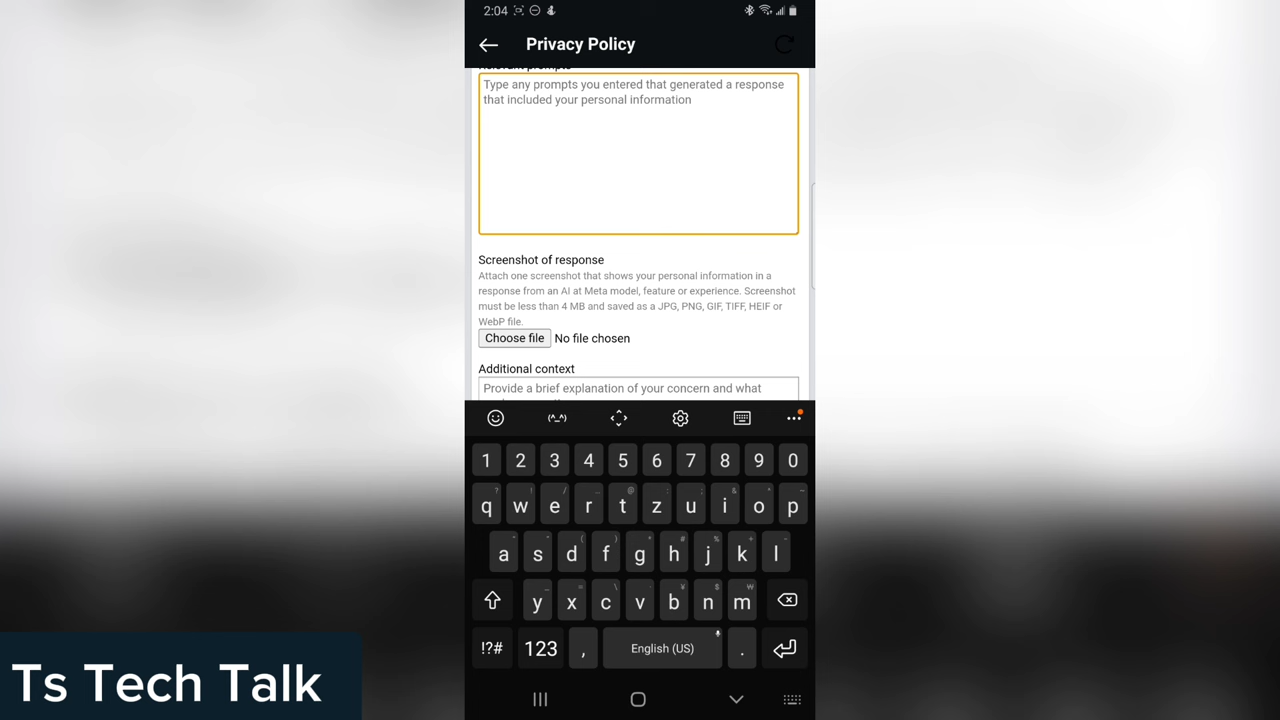 2:04
Privacy Policy
Relevant prompts
Type any prompts you entered that generated a response
that included your personal information
Screenshot of response
Attach one screenshot that shows your personal information in a
response from an AI at Meta model, feature or experience. Screenshot
must be less than 4 MB and saved as a JPG, PNG, GIF, TIFF, HEIF or
WebP file.
Choose file No file chosen
Additional context
Provide a brief explanation of your concern and what
1 2 3 4 5 6 7 8 9 0
q w e r t z u i o p
a s d f g h j k l
y x c v b n m
!?# 123 , English (US) .
Ts Tech Talk